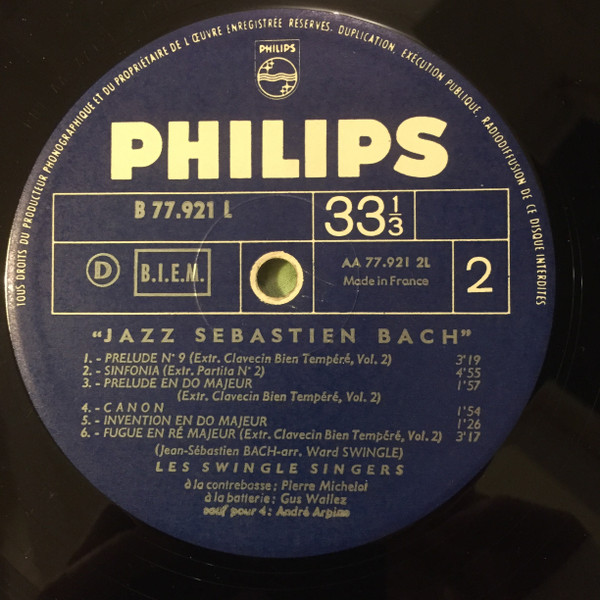 TOUS DROITS DU PRODUCTEUR PHONOGRAPHIQUE ET DU PROPRIÉTAIRE DE L'ŒUVRE ENREGISTRÉE RÉSERVÉS. DUPLICATION, EXÉCUTION PUBLIQUE, RADIODIFFUSION DE CE DISQUE INTERDITES
PHILIPS
PHILIPS
B 77.921 L
33 1/3
D
B.I.E.M.
AA 77.921 2L
Made in France
2
"JAZZ SEBASTIEN BACH"
1. - PRELUDE N° 9 (Extr. Clavecin Bien Tempéré, Vol. 2) 3'19
2. - SINFONIA (Extr. Partita N° 2) 4'55
3. - PRELUDE EN DO MAJEUR 1'57
(Extr. Clavecin Bien Tempéré, Vol. 2)
4. - CANON 1'54
5. - INVENTION EN DO MAJEUR 1'26
6. - FUGUE EN RÉ MAJEUR (Extr. Clavecin Bien Tempéré, Vol. 2) 3'17
(Jean-Sébastien BACH-arr. Ward SWINGLE)
LES SWINGLE SINGERS
à la contrebasse : Pierre Michelot
à la batterie : Gus Wallez
sauf pour 4 : André Arpino